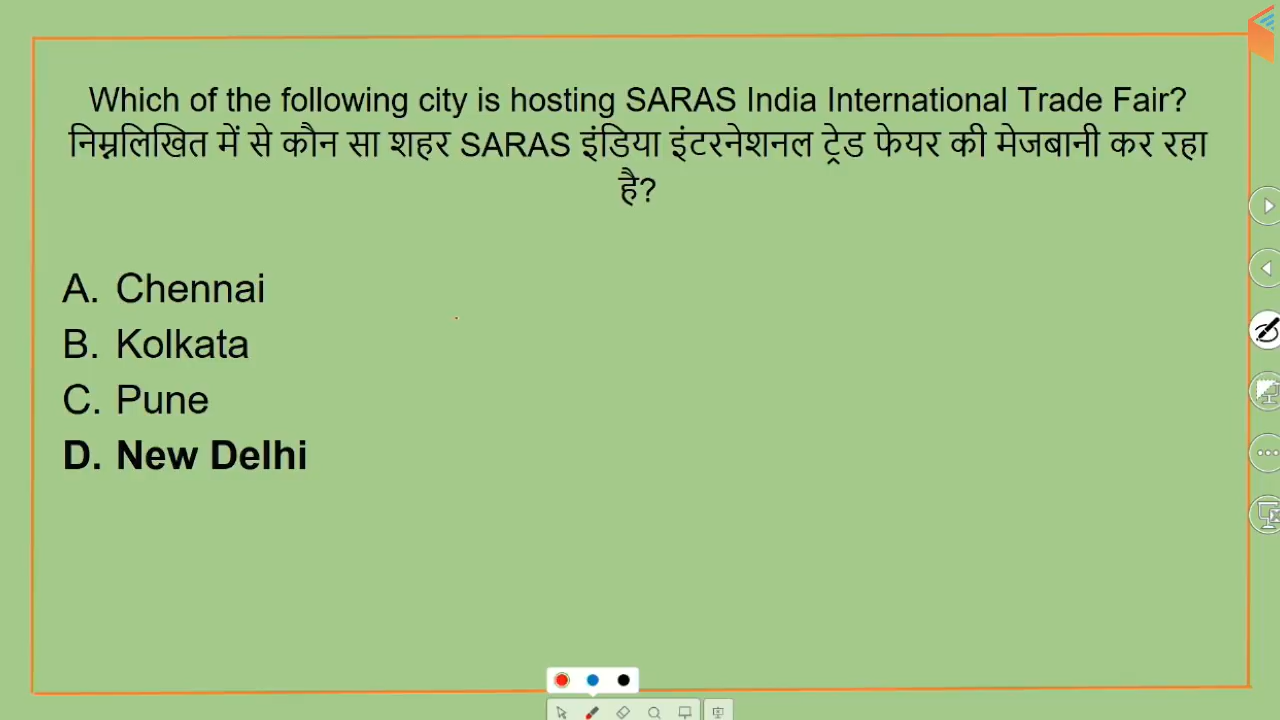 Which of the following city is hosting SARAS India International Trade Fair?
निम्नलिखित में से कौन सा शहर SARAS इंडिया इंटरनेशनल ट्रेड फेयर की मेजबानी कर रहा
है?
A. Chennai
B. Kolkata
C. Pune
D. New Delhi